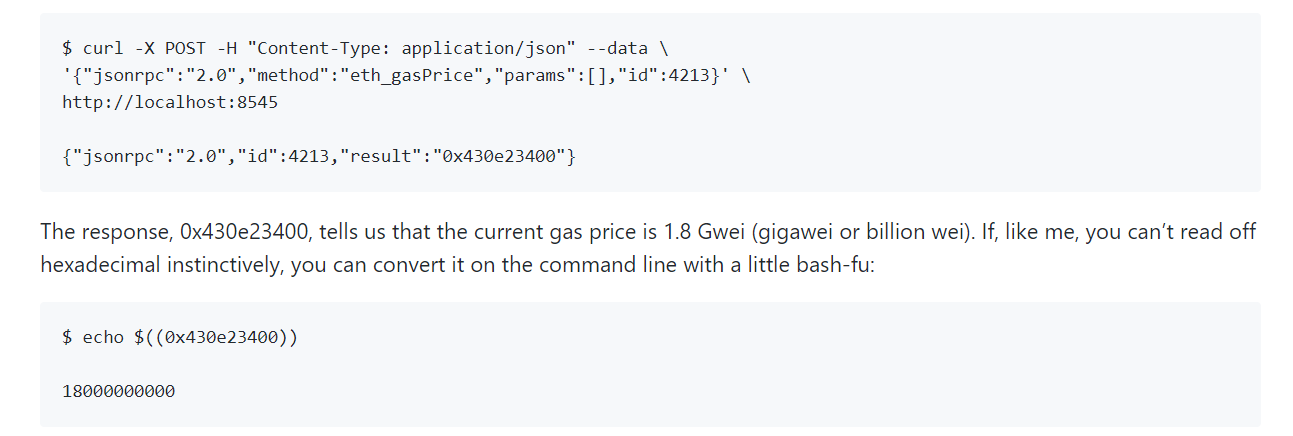 $ curl -X POST -H "Content-Type: application/json" --data \
'{"jsonrpc":"2.0","method":"eth_gasPrice","params":[],"id":4213}' \
http://localhost:8545
{"jsonrpc":"2.0","id":4213,"result":"0x430e23400"}
The response, 0x430e23400, tells us that the current gas price is 1.8 Gwei (gigawei or billion wei). If, like me, you can’t read off
hexadecimal instinctively, you can convert it on the command line with a little bash-fu:
$ echo $((0x430e23400))
18000000000